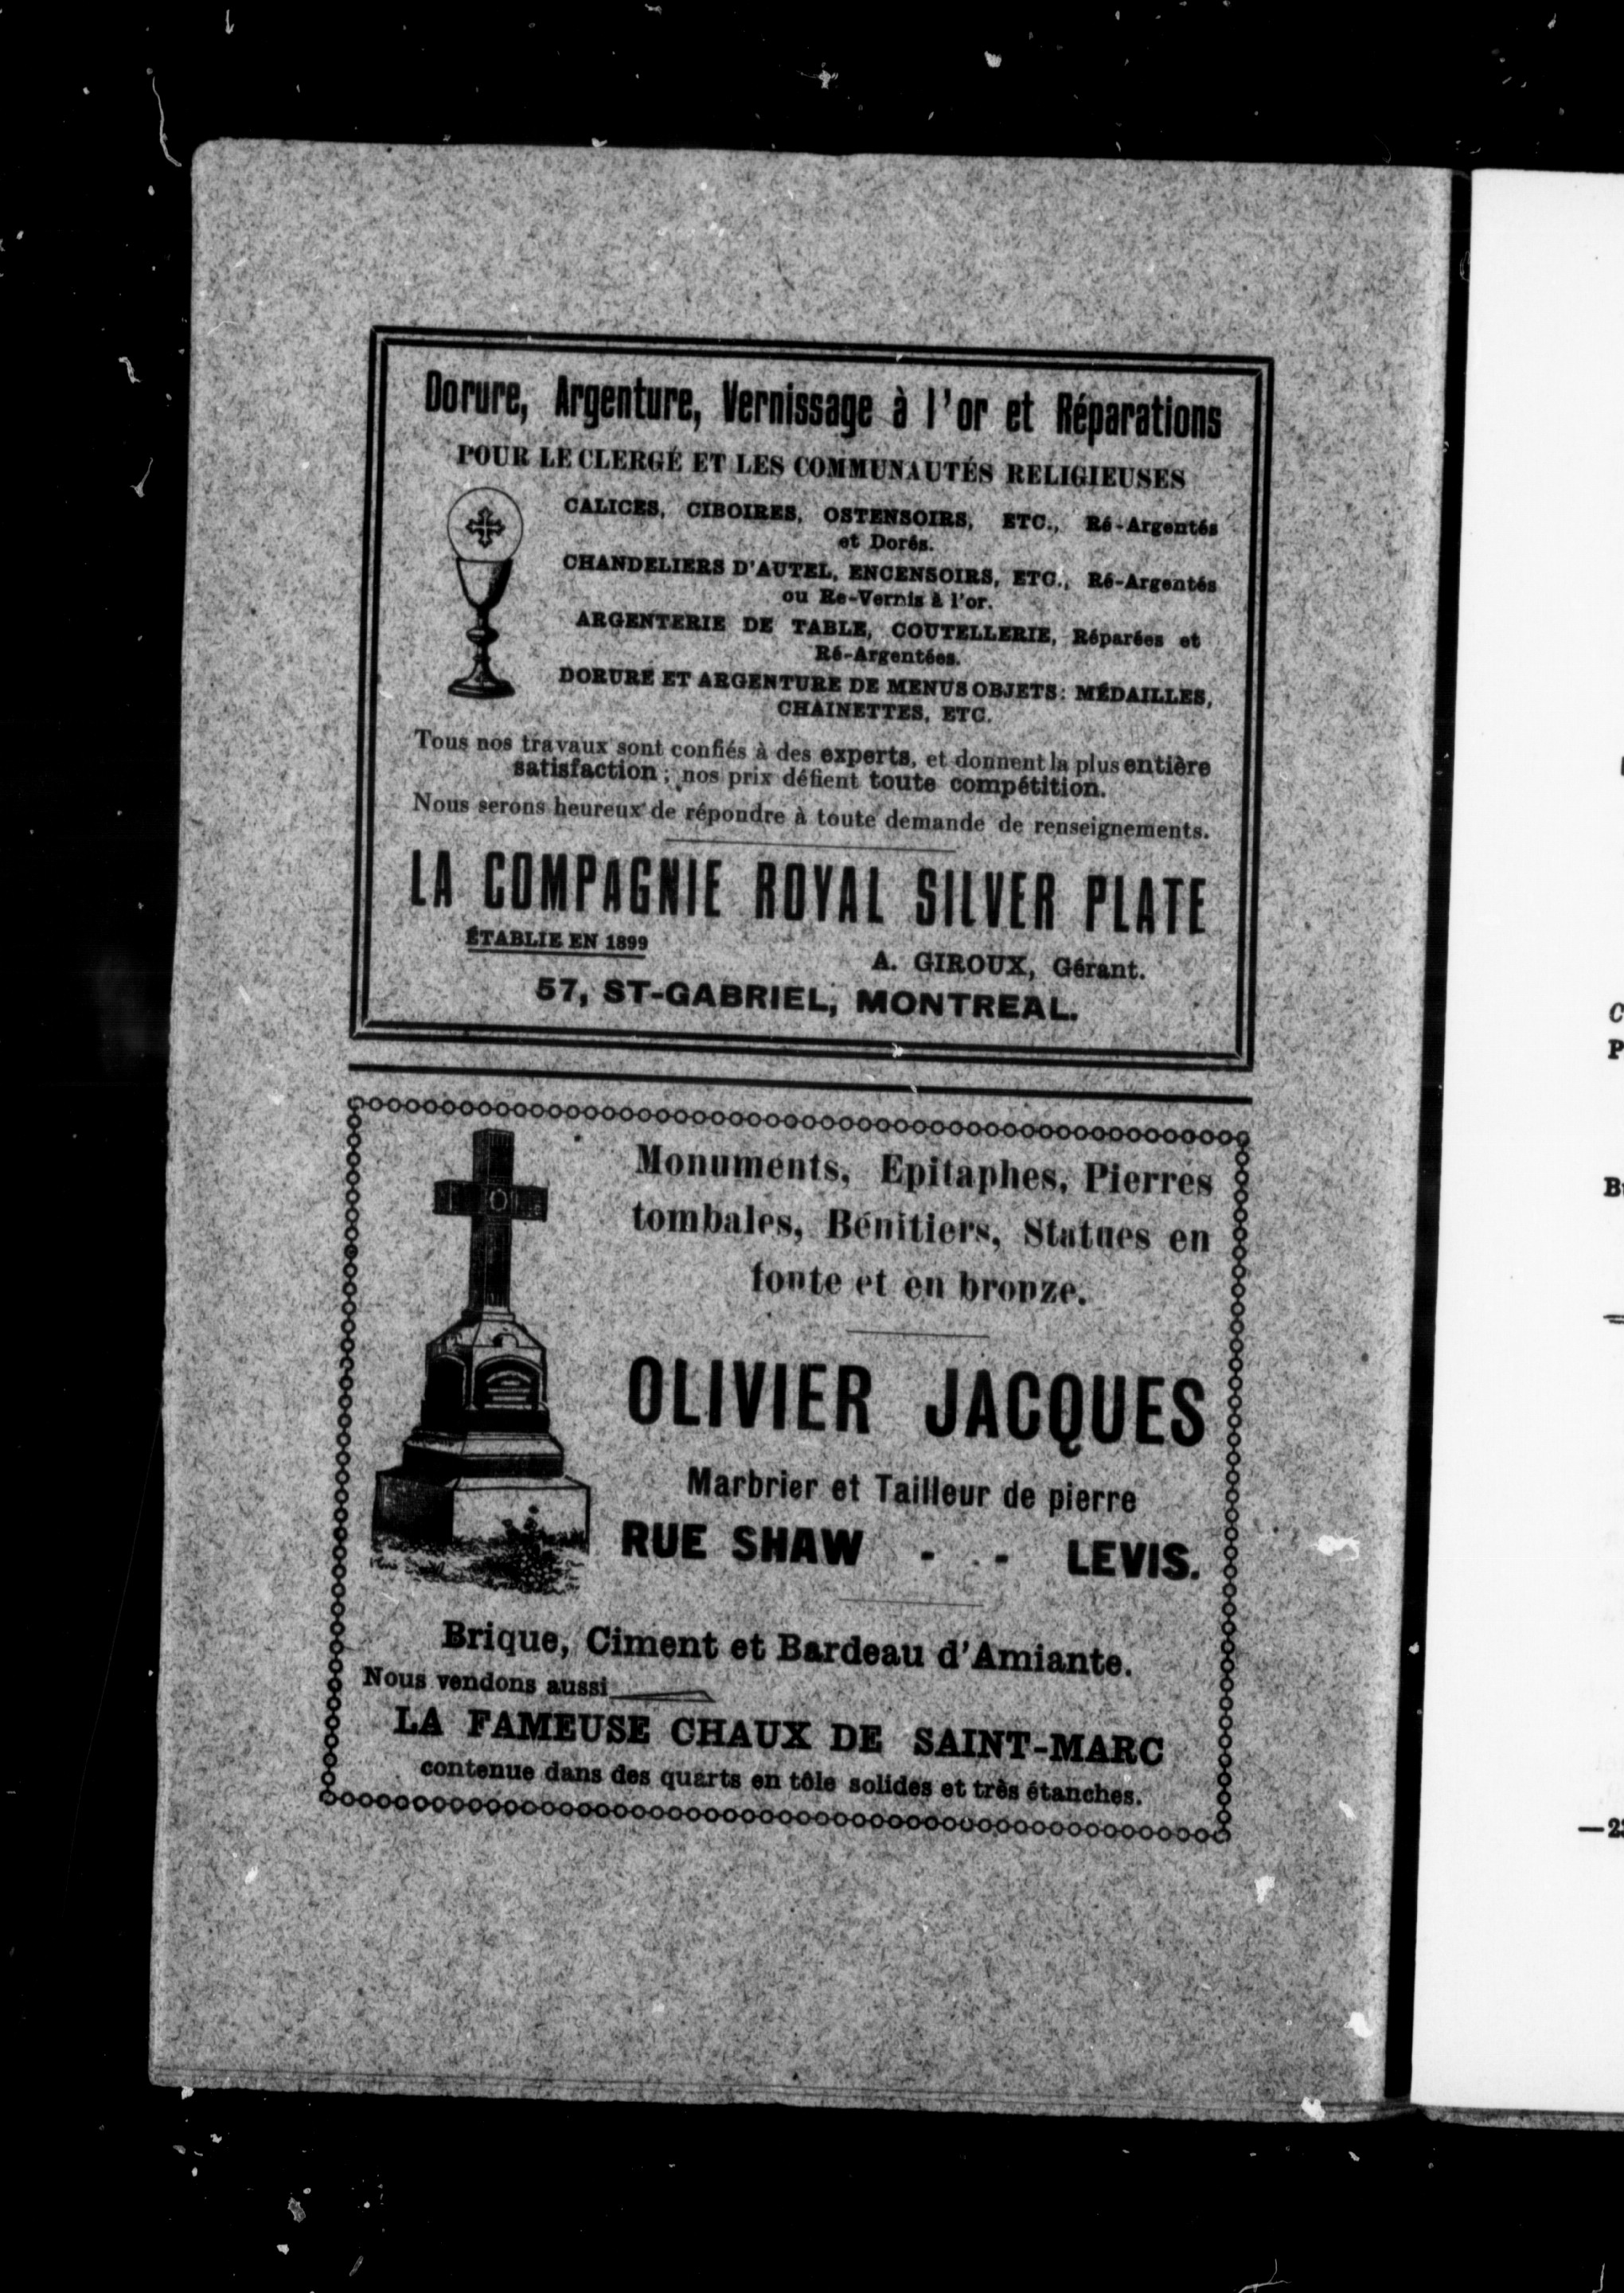 Dorure, Argenture, Vernissage à l'or et Réparations
POUR LE CLERGÉ ET LES COMMUNAUTÉS RELIGIEUSES
CALICES, CIBOIRES, OSTENSOIRS, ETC., Ré-Argentés
et Dorés.
CHANDELIERS D'AUTEL, ENCENSOIRS, ETC., Ré-Argentés
ou Re-Vernis à l'or.
ARGENTERIE DE TABLE, COUTELLERIE, Réparées et
Ré-Argentées.
DORURE ET ARGENTURE DE MENUS OBJETS: MÉDAILLES,
CHAINETTES, ETC.
Tous nos travaux sont confiés à des experts, et donnent la plus entière
satisfaction; nos prix défient toute compétition.
Nous serons heureux de répondre à toute demande de renseignements.
LA COMPAGNIE ROYAL SILVER PLATE
ÉTABLIE EN 1899
A. GIROUX, Gérant.
57, ST-GABRIEL, MONTREAL.
Monuments, Epitaphes, Pierres
tombales, Bénitiers, Statues en
fonte et en bronze.
OLIVIER JACQUES
Marbrier et Tailleur de pierre
RUE SHAW - - LEVIS.
Brique, Ciment et Bardeau d'Amiante.
Nous vendons aussi
LA FAMEUSE CHAUX DE SAINT-MARC
contenue dans des quarts en tôle solides et très étanches.